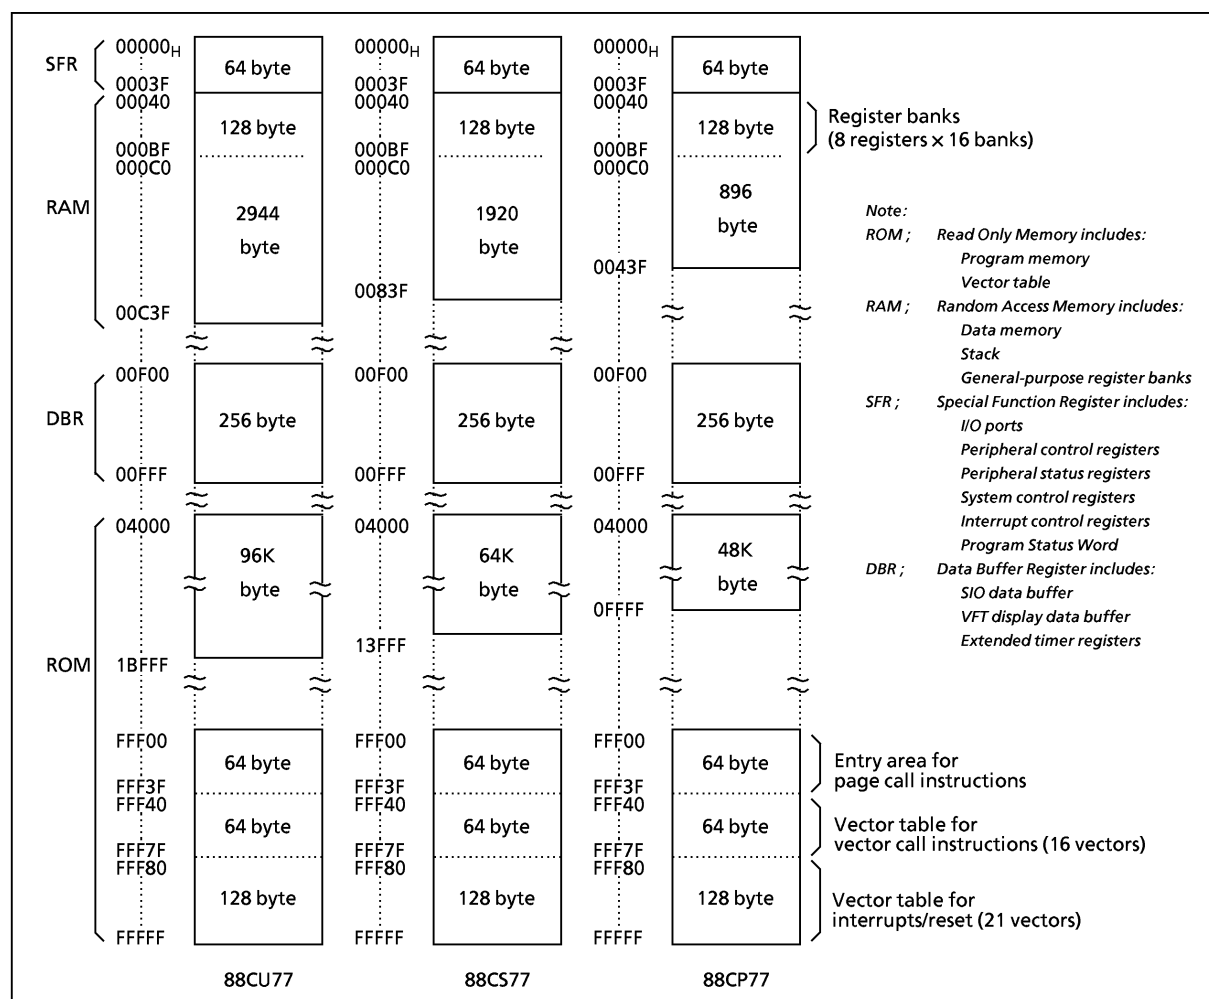 SFR
RAM
DBR
ROM
00000H
0003F
00040
000BF
000C0
00C3F
00F00
00FFF
04000
1BFFF
FFF00
FFF3F
FFF40
FFF7F
FFF80
FFFFF
64 byte
128 byte
2944
byte
256 byte
96K
byte
64 byte
64 byte
128 byte
88CU77
00000H
0003F
00040
000BF
000C0
0083F
00F00
00FFF
04000
13FFF
FFF00
FFF3F
FFF40
FFF7F
FFF80
FFFFF
64 byte
128 byte
1920
byte
256 byte
64K
byte
64 byte
64 byte
128 byte
88CS77
00000H
0003F
00040
000BF
000C0
0043F
00F00
00FFF
04000
0FFFF
FFF00
FFF3F
FFF40
FFF7F
FFF80
FFFFF
64 byte
128 byte
896
byte
256 byte
48K
byte
64 byte
64 byte
128 byte
88CP77
Register banks
(8 registers × 16 banks)
Note:
ROM ; Read Only Memory includes:
Program memory
Vector table
RAM ; Random Access Memory includes:
Data memory
Stack
General-purpose register banks
SFR ; Special Function Register includes:
I/O ports
Peripheral control registers
Peripheral status registers
System control registers
Interrupt control registers
Program Status Word
DBR ; Data Buffer Register includes:
SIO data buffer
VFT display data buffer
Extended timer registers
Entry area for
page call instructions
Vector table for
vector call instructions (16 vectors)
Vector table for
interrupts/reset (21 vectors)